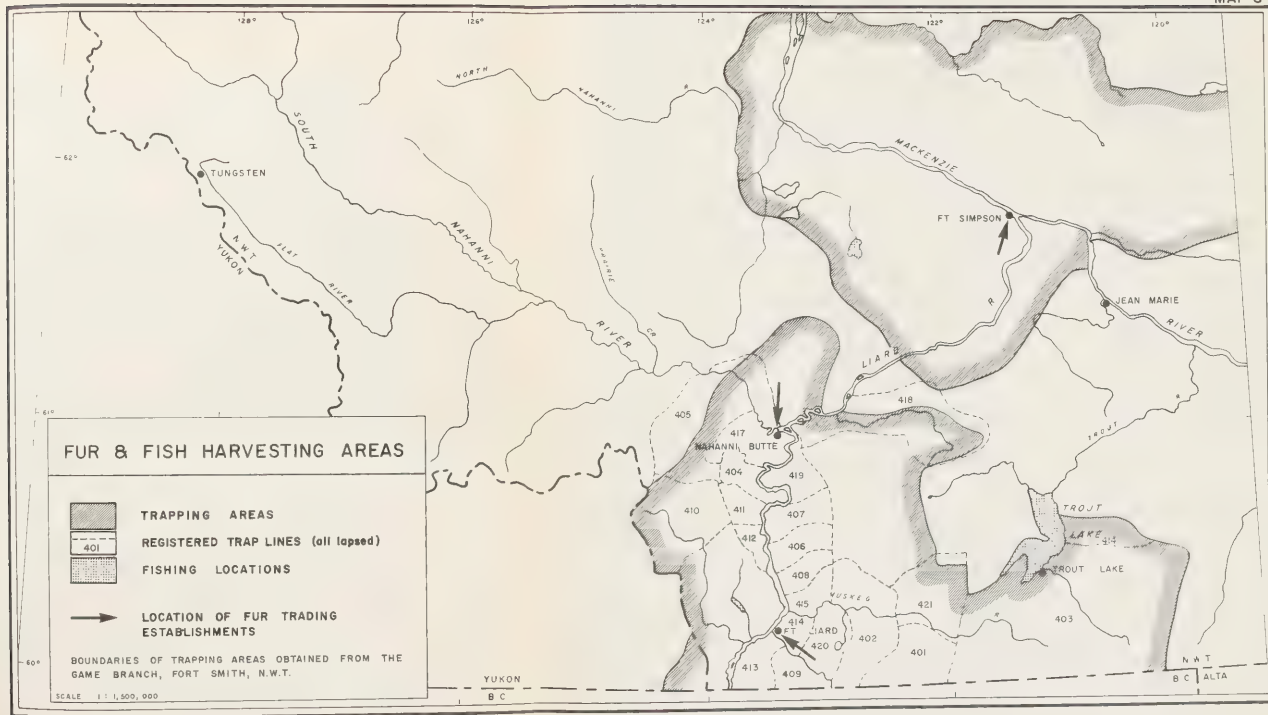 MAP 3
128°
126°
124°
122°
120°
NORTH
NAHANNI
R
SOUTH
MACKENZIE
62°
TUNGSTEN
FT SIMPSON
NAHANNI
N.W.T
YUKON
FLAT
RIVER
PRAIRIE
CR
RIVER
R
LIARD
JEAN MARIE
RIVER
61°
405
418
417
NAHANNI BUTTE
404
419
TROUT
R
410
411
407
412
406
TROUT
LAKE
414
408
TROUT LAKE
415
MUSKEG
R
421
403
414
FT LIARD
420
402
401
413
409
60°
YUKON
B C
N W T
B C
ALTA
FUR & FISH HARVESTING AREAS
TRAPPING AREAS
401
REGISTERED TRAP LINES (all lapsed)
FISHING LOCATIONS
LOCATION OF FUR TRADING
ESTABLISHMENTS
BOUNDARIES OF TRAPPING AREAS OBTAINED FROM THE
GAME BRANCH, FORT SMITH, N.W.T.
SCALE 1 : 1,500,000